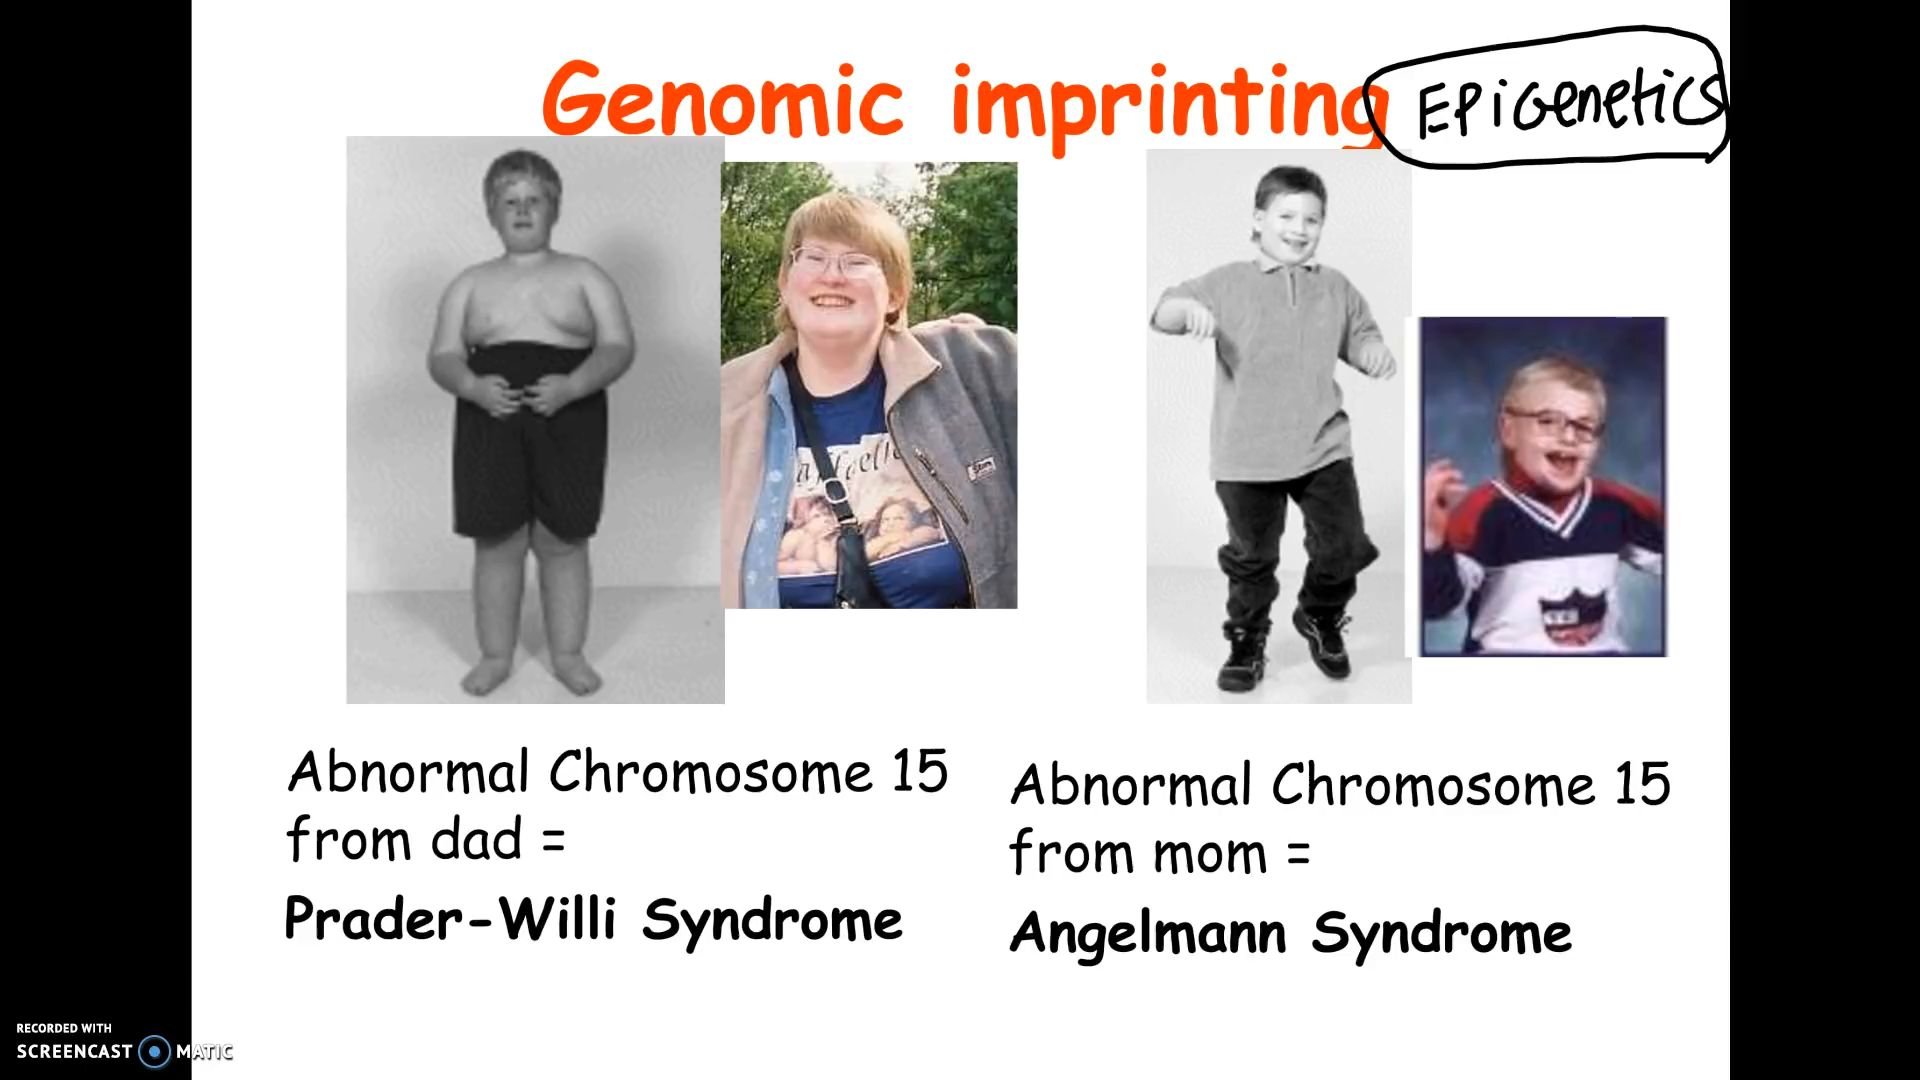 Genomic imprinting
EPiGenetics
Abnormal Chromosome 15
from dad =
Prader-Willi Syndrome
Abnormal Chromosome 15
from mom =
Angelmann Syndrome
RECORDED WITH
SCREENCAST MATIC